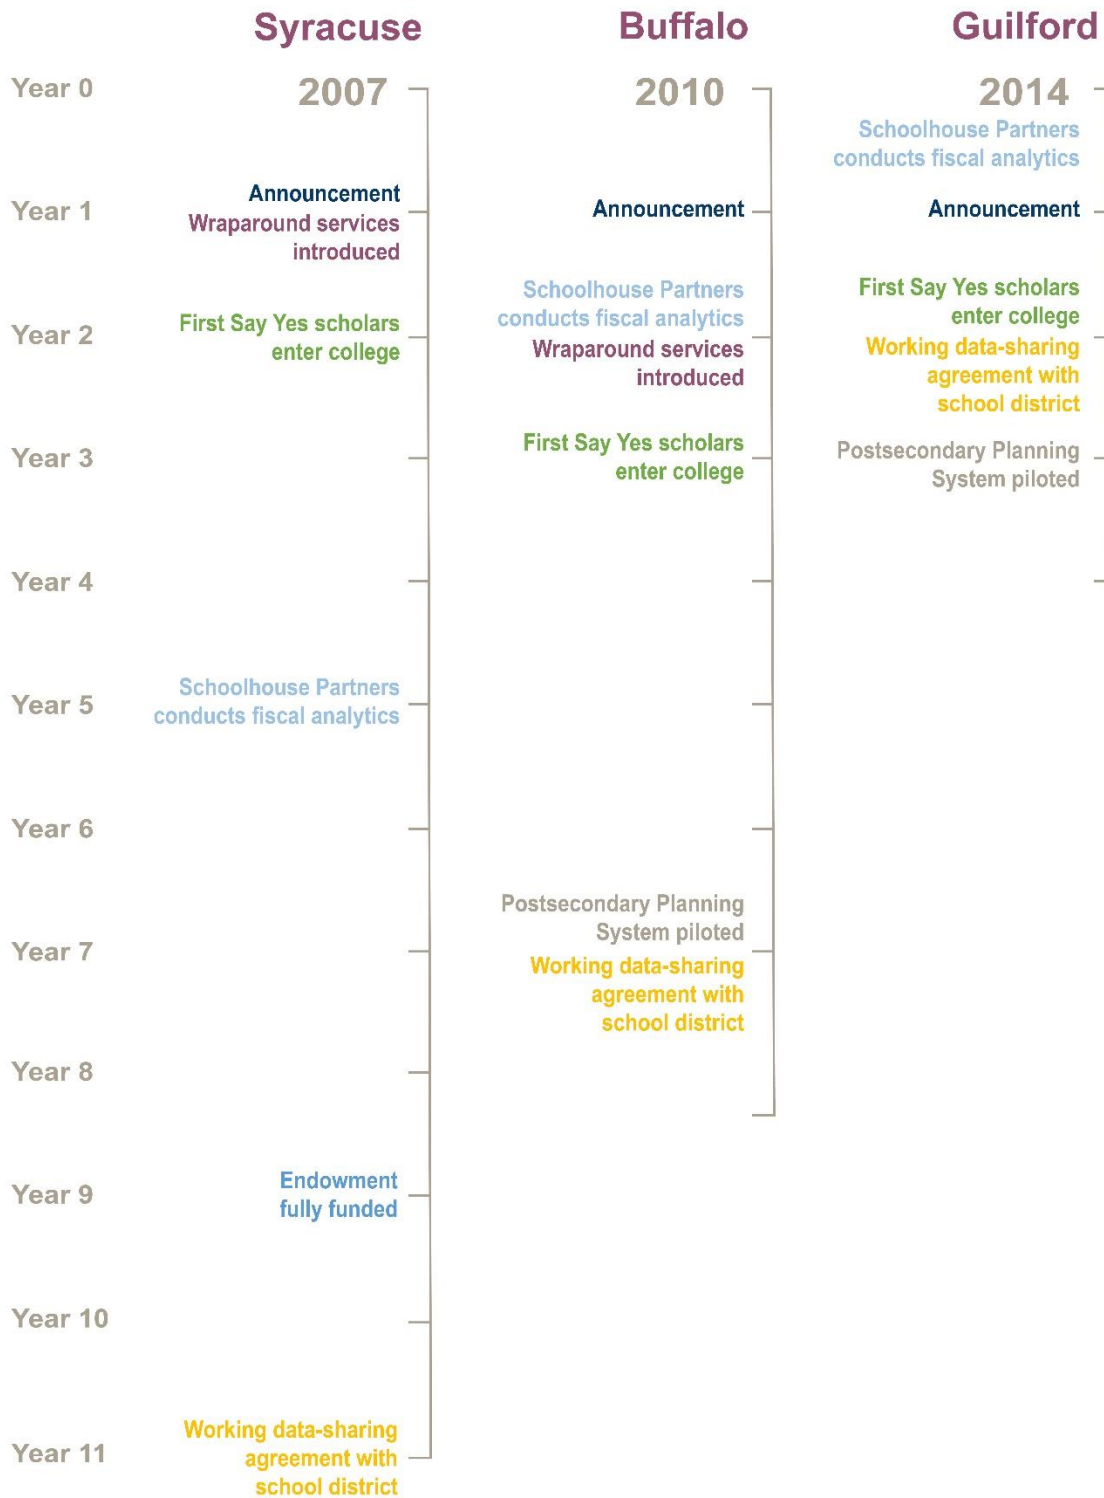 Syracuse
Buffalo
Guilford
Year 0
2007
2010
2014
Schoolhouse Partners
conducts fiscal analytics
Year 1
Announcement
Wraparound services
introduced
Announcement
Announcement
Year 2
First Say Yes scholars
enter college
Schoolhouse Partners
conducts fiscal analytics
Wraparound services
introduced
First Say Yes scholars
enter college
Working data-sharing
agreement with
school district
Year 3
First Say Yes scholars
enter college
Postsecondary Planning
System piloted
Year 4
Year 5
Schoolhouse Partners
conducts fiscal analytics
Year 6
Year 7
Postsecondary Planning
System piloted
Working data-sharing
agreement with
school district
Year 8
Year 9
Endowment
fully funded
Year 10
Year 11
Working data-sharing
agreement with
school district